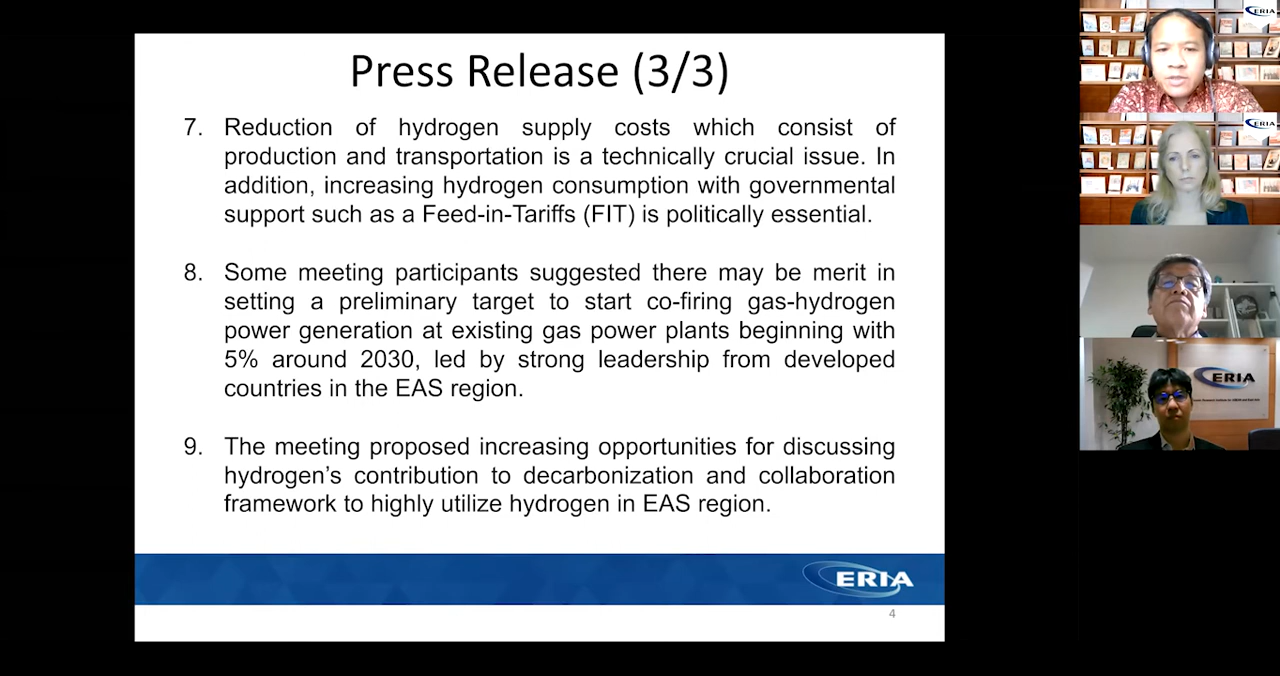 Press Release (3/3)
7. Reduction of hydrogen supply costs which consist of
production and transportation is a technically crucial issue. In
addition, increasing hydrogen consumption with governmental
support such as a Feed-in-Tariffs (FIT) is politically essential.
8. Some meeting participants suggested there may be merit in
setting a preliminary target to start co-firing gas-hydrogen
power generation at existing gas power plants beginning with
5% around 2030, led by strong leadership from developed
countries in the EAS region.
9. The meeting proposed increasing opportunities for discussing
hydrogen's contribution to decarbonization and collaboration
framework to highly utilize hydrogen in EAS region.
ERIA
4
ERIA
ERIA
ERIA